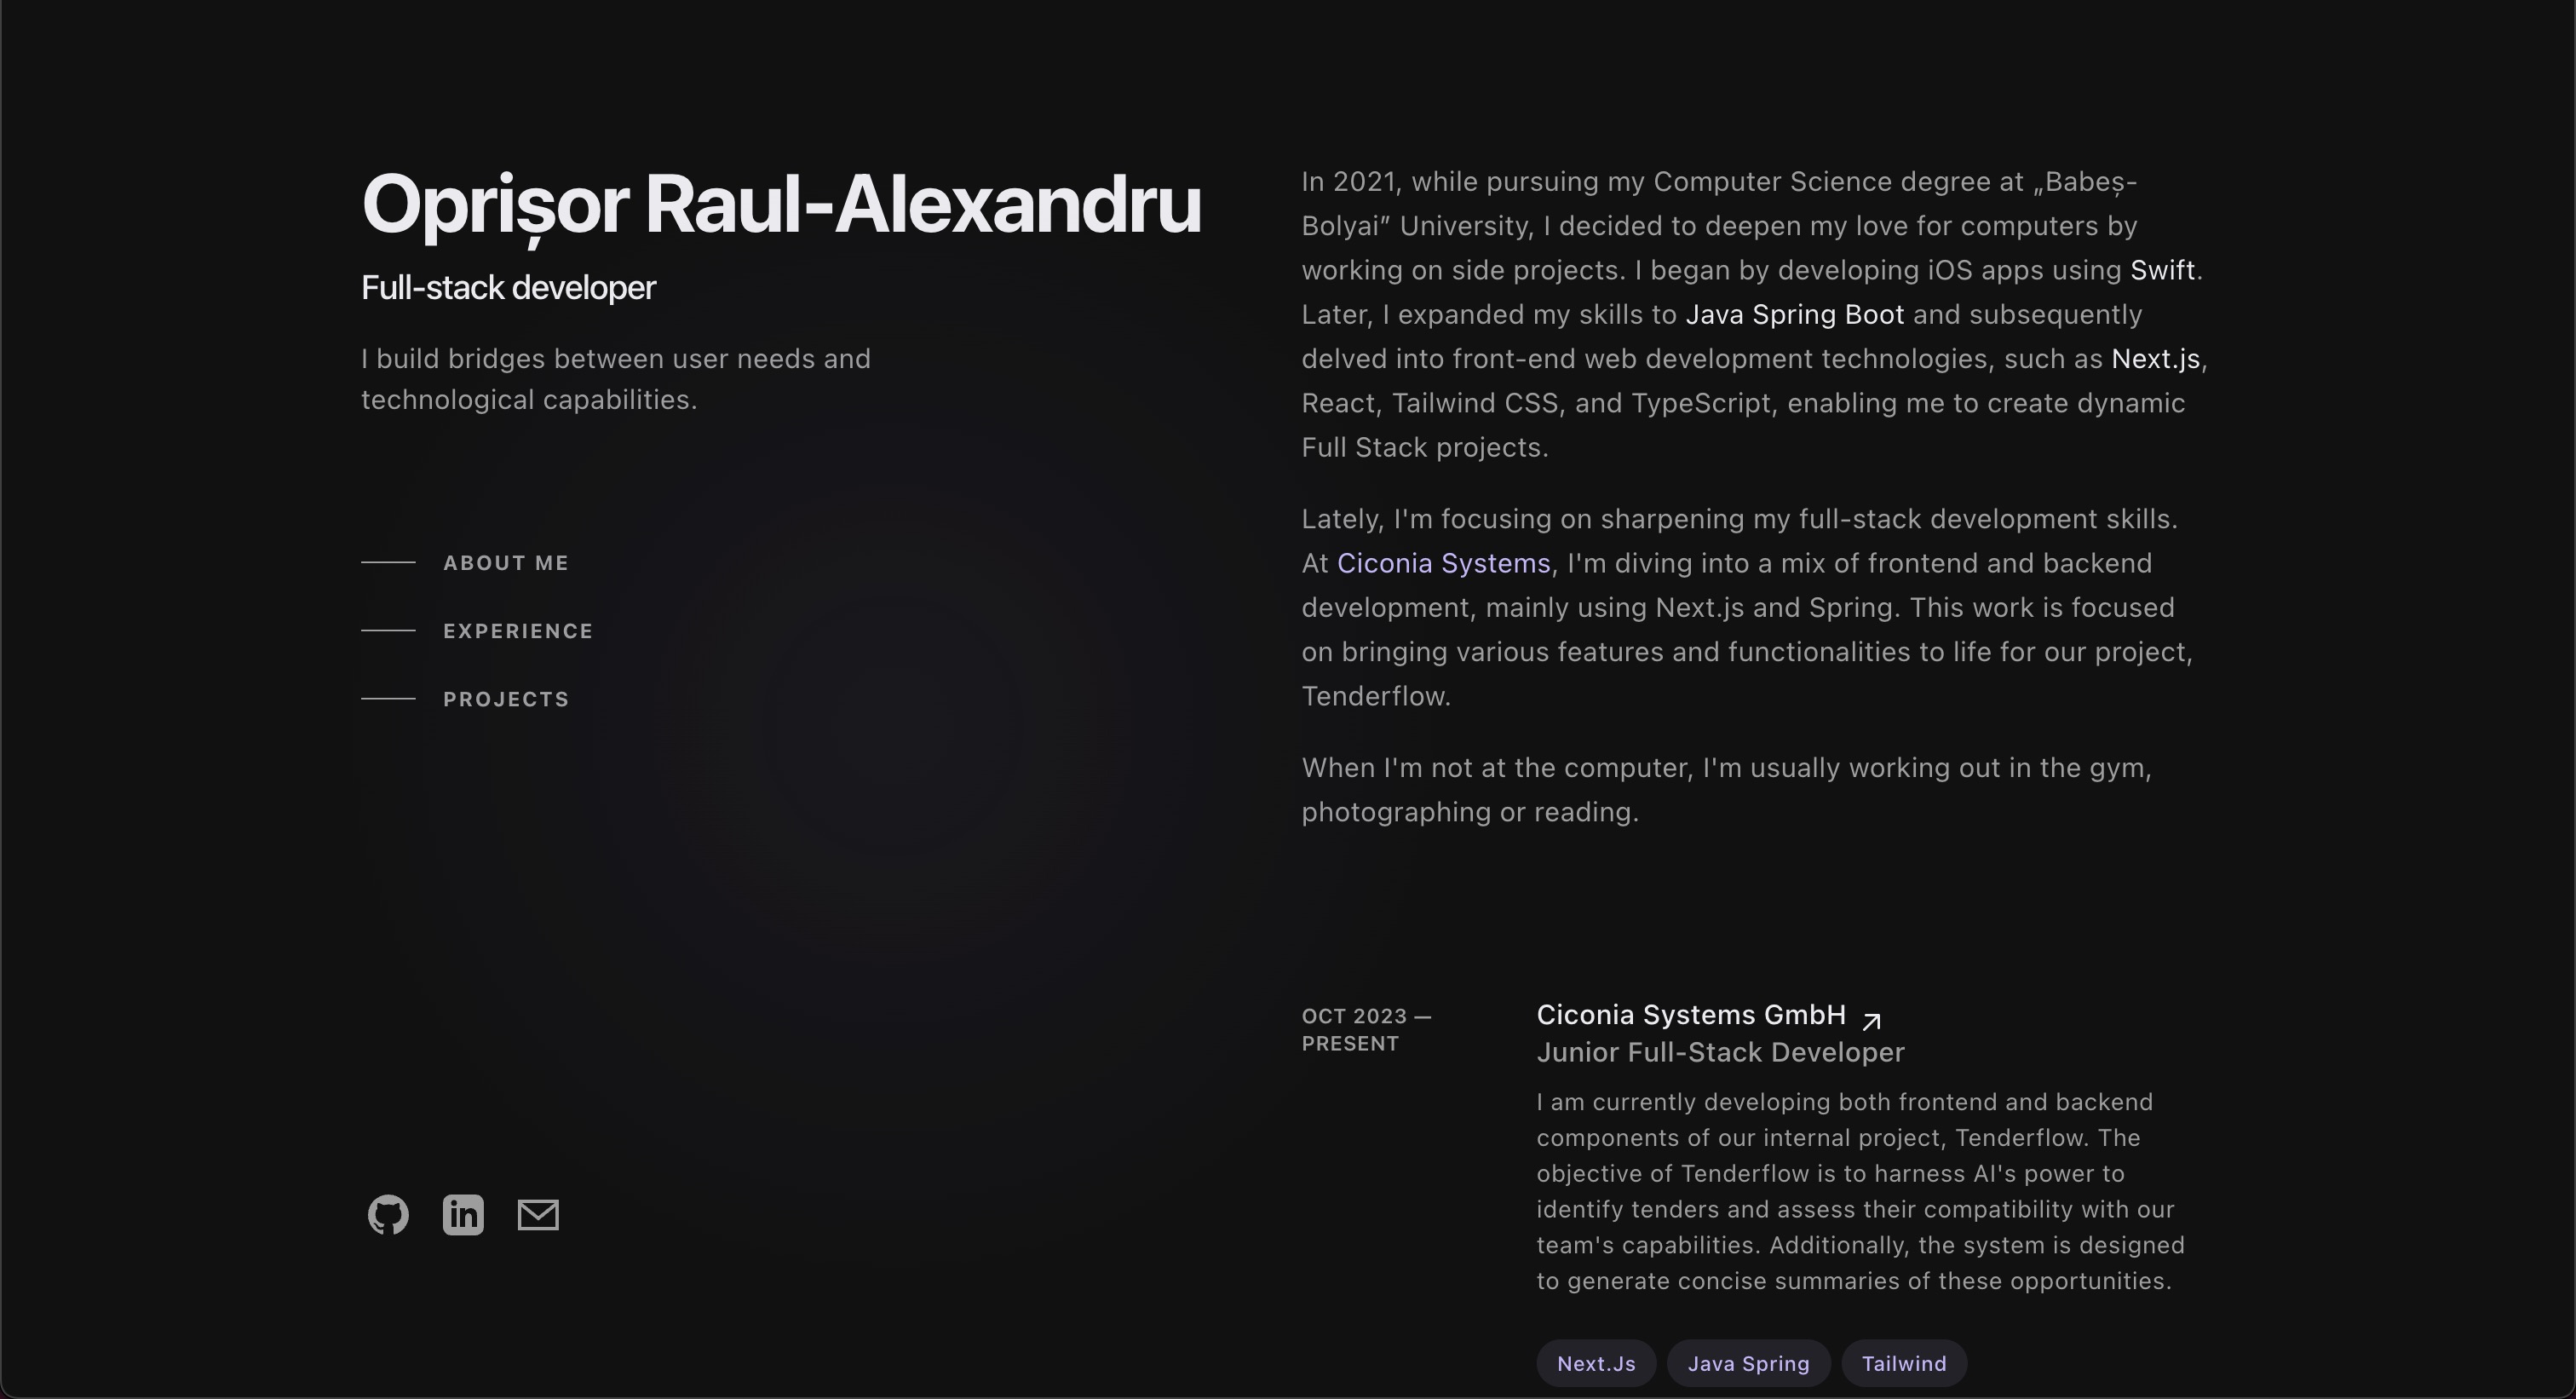 Oprișor Raul-Alexandru
Full-stack developer
I build bridges between user needs and
technological capabilities.
ABOUT ME
EXPERIENCE
PROJECTS
In 2021, while pursuing my Computer Science degree at „Babeș-
Bolyai” University, I decided to deepen my love for computers by
working on side projects. I began by developing iOS apps using Swift.
Later, I expanded my skills to Java Spring Boot and subsequently
delved into front-end web development technologies, such as Next.js,
React, Tailwind CSS, and TypeScript, enabling me to create dynamic
Full Stack projects.
Lately, I'm focusing on sharpening my full-stack development skills.
At Ciconia Systems, I'm diving into a mix of frontend and backend
development, mainly using Next.js and Spring. This work is focused
on bringing various features and functionalities to life for our project,
Tenderflow.
When I'm not at the computer, I'm usually working out in the gym,
photographing or reading.
OCT 2023 —
PRESENT
Ciconia Systems GmbH
Junior Full-Stack Developer
I am currently developing both frontend and backend
components of our internal project, Tenderflow. The
objective of Tenderflow is to harness AI's power to
identify tenders and assess their compatibility with our
team's capabilities. Additionally, the system is designed
to generate concise summaries of these opportunities.
Next.Js Java Spring Tailwind
in